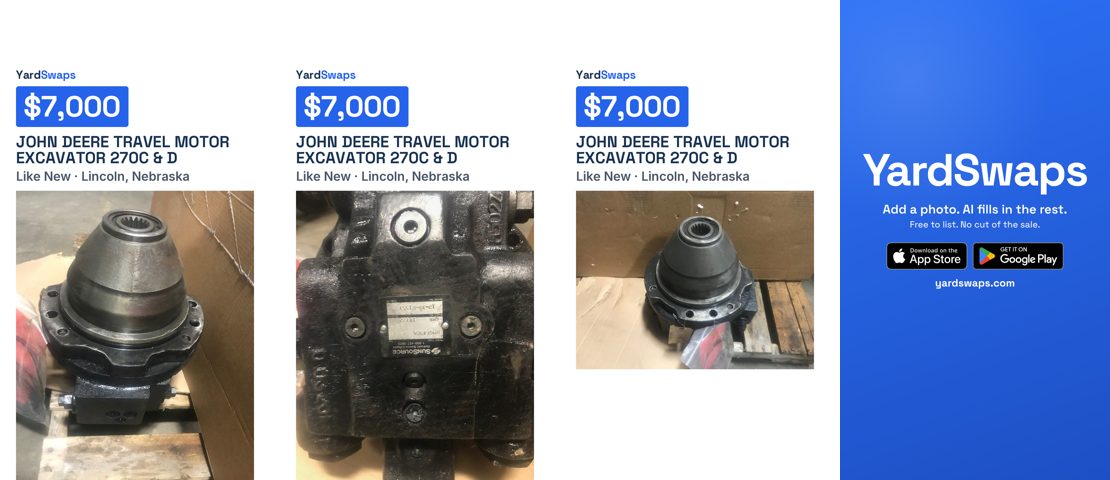 YardSwaps
$7,000
JOHN DEERE TRAVEL MOTOR
EXCAVATOR 270C & D
Like New · Lincoln, Nebraska
SunSource
YardSwaps
$7,000
JOHN DEERE TRAVEL MOTOR
EXCAVATOR 270C & D
Like New · Lincoln, Nebraska
YardSwaps
$7,000
JOHN DEERE TRAVEL MOTOR
EXCAVATOR 270C & D
Like New · Lincoln, Nebraska
YardSwaps
Add a photo. AI fills in the rest.
Free to list. No cut of the sale.
Download on the
App Store
GET IT ON
Google Play
yardswaps.com